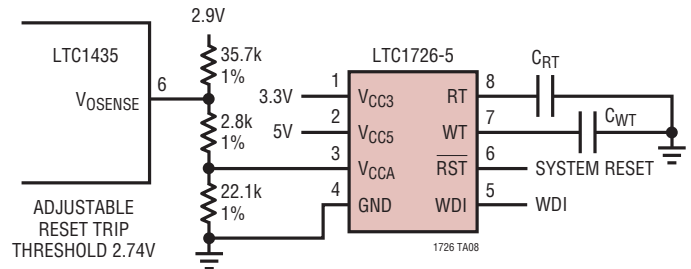 2.9V
LTC1435
35.7k
1%
6
VOSENSE
2.8k
1%
22.1k
1%
ADJUSTABLE
RESET TRIP
THRESHOLD 2.74V
LTC1726-5
3.3V
1
VCC3
5V
2
VCC5
3
VCCA
4
GND
RT
8
CRT
WT
7
CWT
RST
6
SYSTEM RESET
WDI
5
WDI
1726 TA08